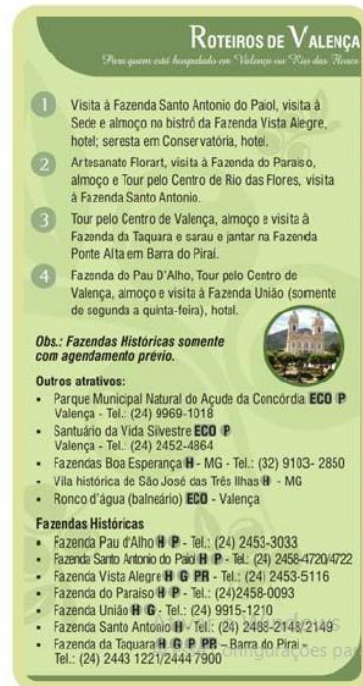 ROTEIROS DE VALENÇA
Para quem está hospedado em Valença ou Rio das Flores
1 Visita à Fazenda Santo Antonio do Paiol, visita à
Sede e almoço no bistrô da Fazenda Vista Alegre,
hotel; seresta em Conservatória, hotel.
2 Artesanato Florart, visita à Fazenda do Paraiso,
almoço e Tour pelo Centro de Rio das Flores, visita
à Fazenda Santo Antonio.
3 Tour pelo Centro de Valença, almoço e visita à
Fazenda da Taquara e sarau e jantar na Fazenda
Ponte Alta em Barra do Piraí.
4 Fazenda do Pau D'Alho, Tour pelo Centro de
Valença, almoço e visita à Fazenda União (somente
de segunda a quinta-feira), hotel.
Obs.: Fazendas Históricas somente
com agendamento prévio.
Outros atrativos:
• Parque Municipal Natural do Açude da Concórdia ECO P
Valença - Tel.: (24) 9969-1018
• Santuário da Vida Silvestre ECO P
Valença - Tel.: (24) 2452-4864
• Fazendas Boa Esperança H - MG - Tel.: (32) 9103- 2850
• Vila histórica de São José das Três Ilhas H - MG
• Ronco d'água (balneário) ECO - Valença
Fazendas Históricas
• Fazenda Pau d'Alho H P - Tel.: (24) 2453-3033
• Fazenda Santo Antonio do Paiol H P - Tel.: (24) 2458-4720/4722
• Fazenda Vista Alegre H G PR - Tel.: (24) 2453-5116
• Fazenda do Paraiso H P - Tel.: (24)2458-0093
• Fazenda União H G - Tel.: (24) 9915-1210
• Fazenda Santo Antonio H - Tel.: (24) 2488-2148/2149
• Fazenda da Taquara H G P PR – Barra do Piraí -
Tel.: (24) 2443 1221/2444 7900